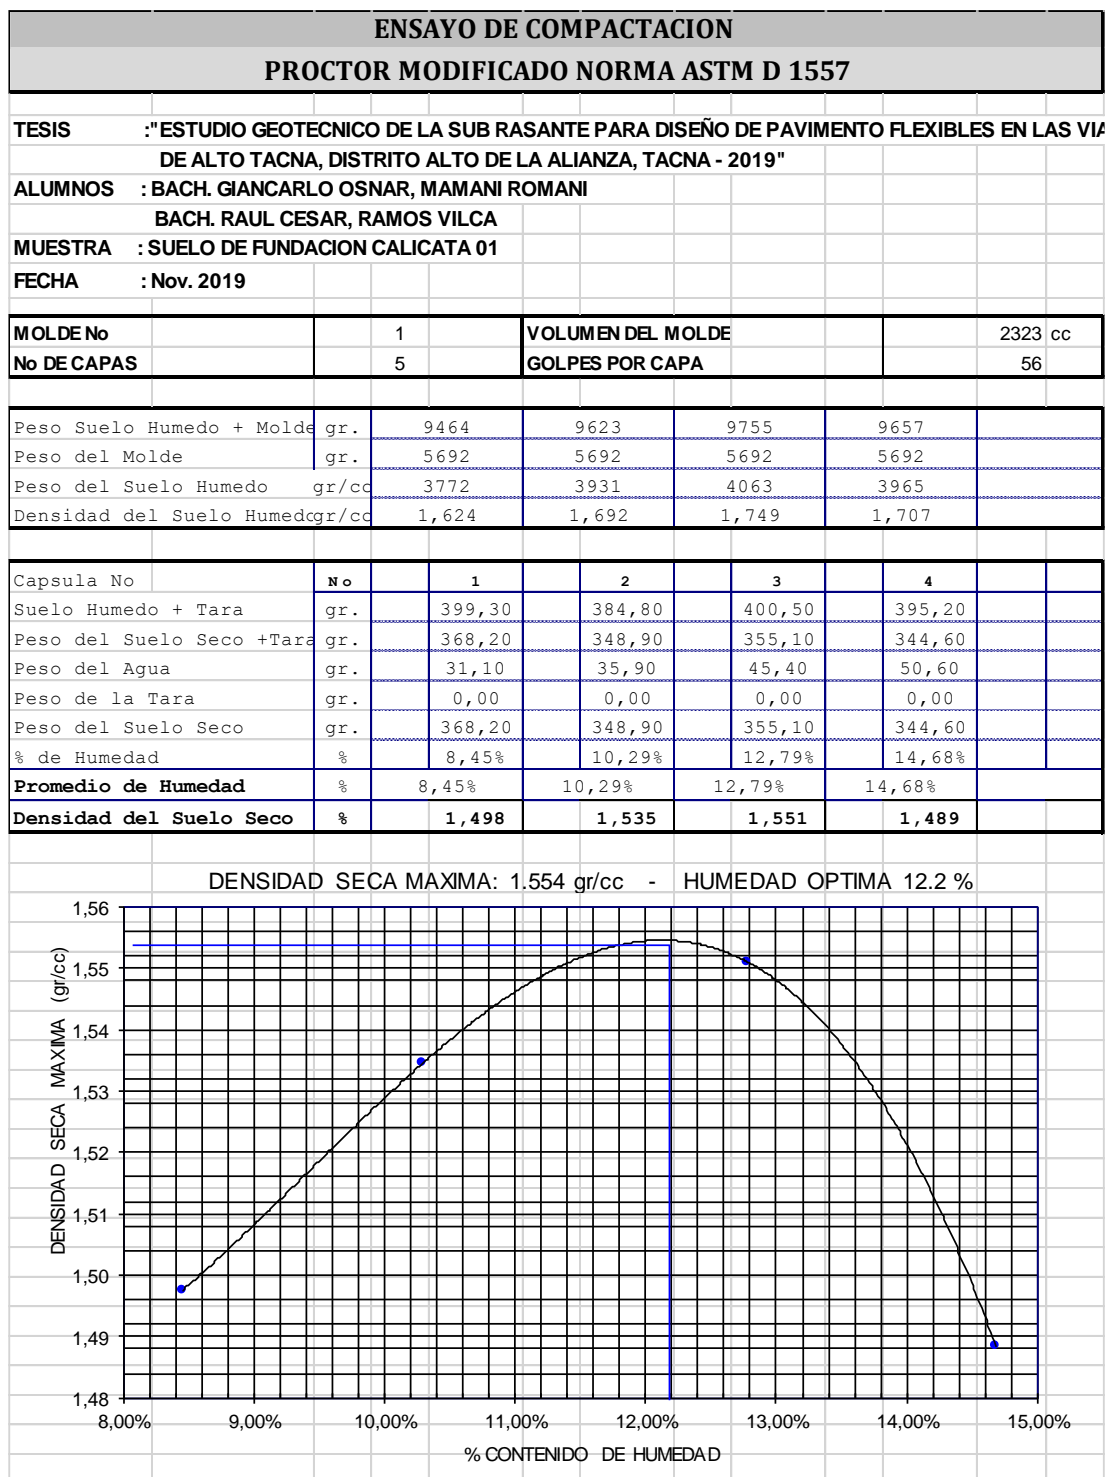 ENSAYO DE COMPACTACION
PROCTOR MODIFICADO NORMA ASTM D 1557
TESIS :"ESTUDIO GEOTECNICO DE LA SUB RASANTE PARA DISEÑO DE PAVIMENTO FLEXIBLES EN LAS VIA
DE ALTO TACNA, DISTRITO ALTO DE LA ALIANZA, TACNA - 2019"
ALUMNOS : BACH. GIANCARLO OSNAR, MAMANI ROMANI
BACH. RAUL CESAR, RAMOS VILCA
MUESTRA : SUELO DE FUNDACION CALICATA 01
FECHA : Nov. 2019
MOLDE No 1 VOLUMEN DEL MOLDE 2323 cc
No DE CAPAS 5 GOLPES POR CAPA 56
Peso Suelo Humedo + Molde gr. 9464 9623 9755 9657
Peso del Molde gr. 5692 5692 5692 5692
Peso del Suelo Humedo gr/cc 3772 3931 4063 3965
Densidad del Suelo Humedo gr/cc 1,624 1,692 1,749 1,707
Capsula No No 1 2 3 4
Suelo Humedo + Tara gr. 399,30 384,80 400,50 395,20
Peso del Suelo Seco +Tara gr. 368,20 348,90 355,10 344,60
Peso del Agua gr. 31,10 35,90 45,40 50,60
Peso de la Tara gr. 0,00 0,00 0,00 0,00
Peso del Suelo Seco gr. 368,20 348,90 355,10 344,60
% de Humedad % 8,45% 10,29% 12,79% 14,68%
Promedio de Humedad % 8,45% 10,29% 12,79% 14,68%
Densidad del Suelo Seco % 1,498 1,535 1,551 1,489
DENSIDAD SECA MAXIMA: 1.554 gr/cc - HUMEDAD OPTIMA 12.2 %
DENSIDAD SECA MAXIMA (gr/cc)
1,56
1,55
1,54
1,53
1,52
1,51
1,50
1,49
1,48
8,00% 9,00% 10,00% 11,00% 12,00% 13,00% 14,00% 15,00%
% CONTENIDO DE HUMEDAD